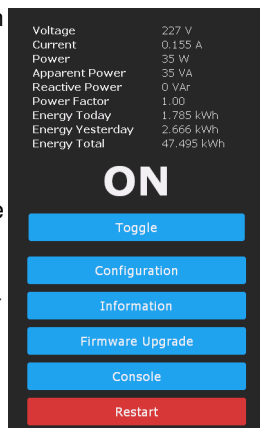 Voltage 227 V
Current 0.155 A
Power 35 W
Apparent Power 35 VA
Reactive Power 0 VAr
Power Factor 1.00
Energy Today 1.785 kWh
Energy Yesterday 2.666 kWh
Energy Total 47.495 kWh
ON
Toggle
Configuration
Information
Firmware Upgrade
Console
Restart